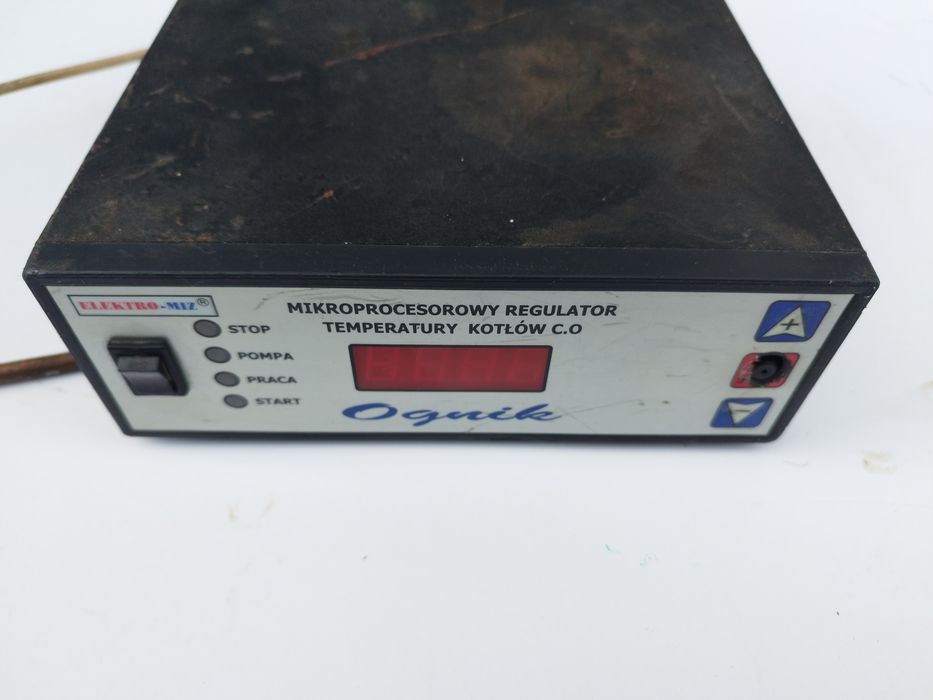 ELEKTRO-MIZ®
MIKROPROCESOROWY REGULATOR
TEMPERATURY KOTŁÓW C.O
STOP
POMPA
PRACA
START
Ognik
+
-